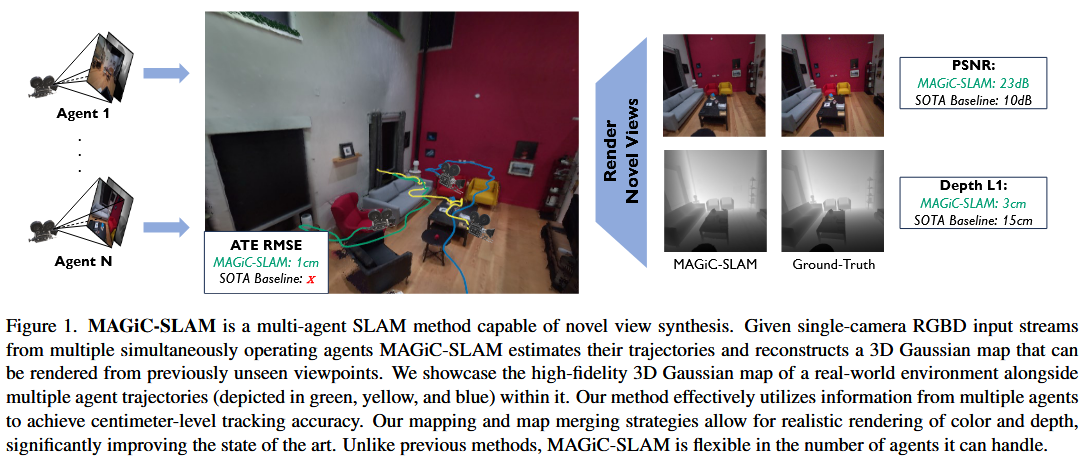 Agent 1
.
.
.
Agent N
ATE RMSE
MAGiC-SLAM: 1cm
SOTA Baseline: x
Render
Novel Views
MAGiC-SLAM
Ground-Truth
PSNR:
MAGiC-SLAM: 23dB
SOTA Baseline: 10dB
Depth L1:
MAGiC-SLAM: 3cm
SOTA Baseline: 15cm
Figure 1. MAGiC-SLAM is a multi-agent SLAM method capable of novel view synthesis. Given single-camera RGBD input streams
from multiple simultaneously operating agents MAGiC-SLAM estimates their trajectories and reconstructs a 3D Gaussian map that can
be rendered from previously unseen viewpoints. We showcase the high-fidelity 3D Gaussian map of a real-world environment alongside
multiple agent trajectories (depicted in green, yellow, and blue) within it. Our method effectively utilizes information from multiple agents
to achieve centimeter-level tracking accuracy. Our mapping and map merging strategies allow for realistic rendering of color and depth,
significantly improving the state of the art. Unlike previous methods, MAGiC-SLAM is flexible in the number of agents it can handle.